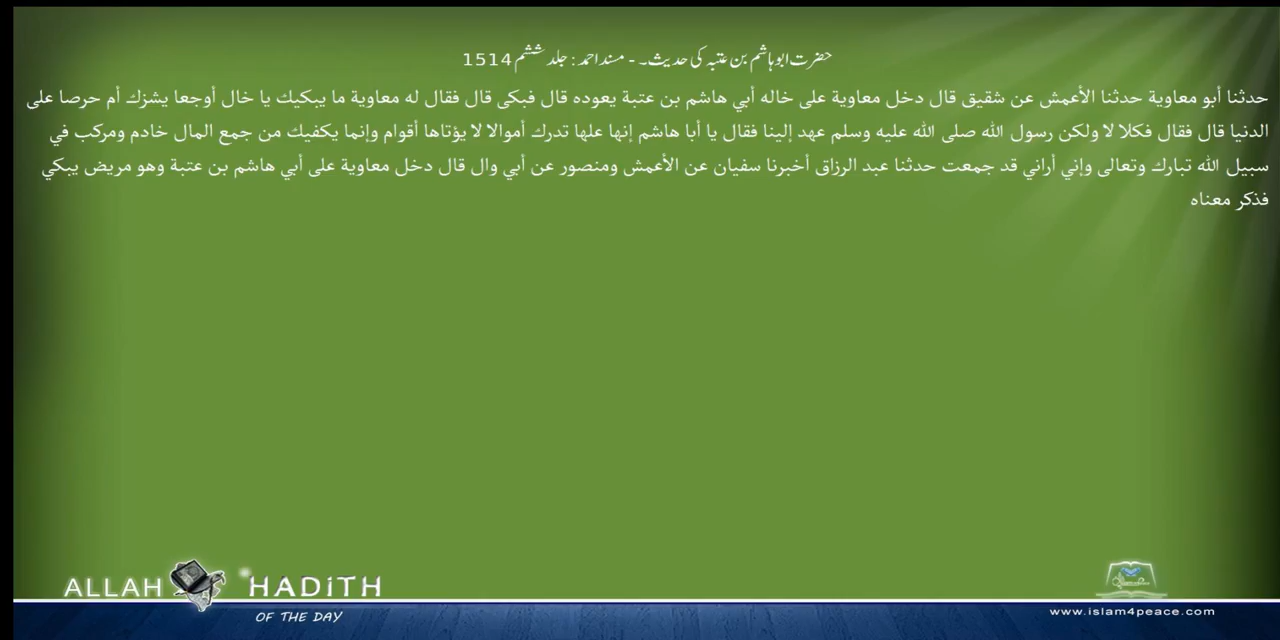 حضرت ابوہاشم بن عتبہ کی حدیث۔ - مسند احمد: جلد ششم 1514
حدثنا أبو معاوية حدثنا الأعمش عن شقيق قال دخل معاوية على خاله أبي هاشم بن عتبة يعوده قال فبكى قال فقال له معاوية ما يبكيك يا خال أوجعا يشزك أم حرصا على
الدنيا قال فقال فكلا لا ولكن رسول الله صلى الله عليه وسلم عهد إلينا فقال يا أبا هاشم إنها علها تدرك أموالا لا يؤتاها أقوام وإنما يكفيك من جمع المال خادم ومركب في
سبيل الله تبارك وتعالى وإني أراني قد جمعت حدثنا عبد الرزاق أخبرنا سفيان عن الأعمش ومنصور عن أبي وال قال دخل معاوية على أبي هاشم بن عتبة وهو مريض يبكي
فذكر معناه
ALLAH HADITH
OF THE DAY
www.islam4peace.com